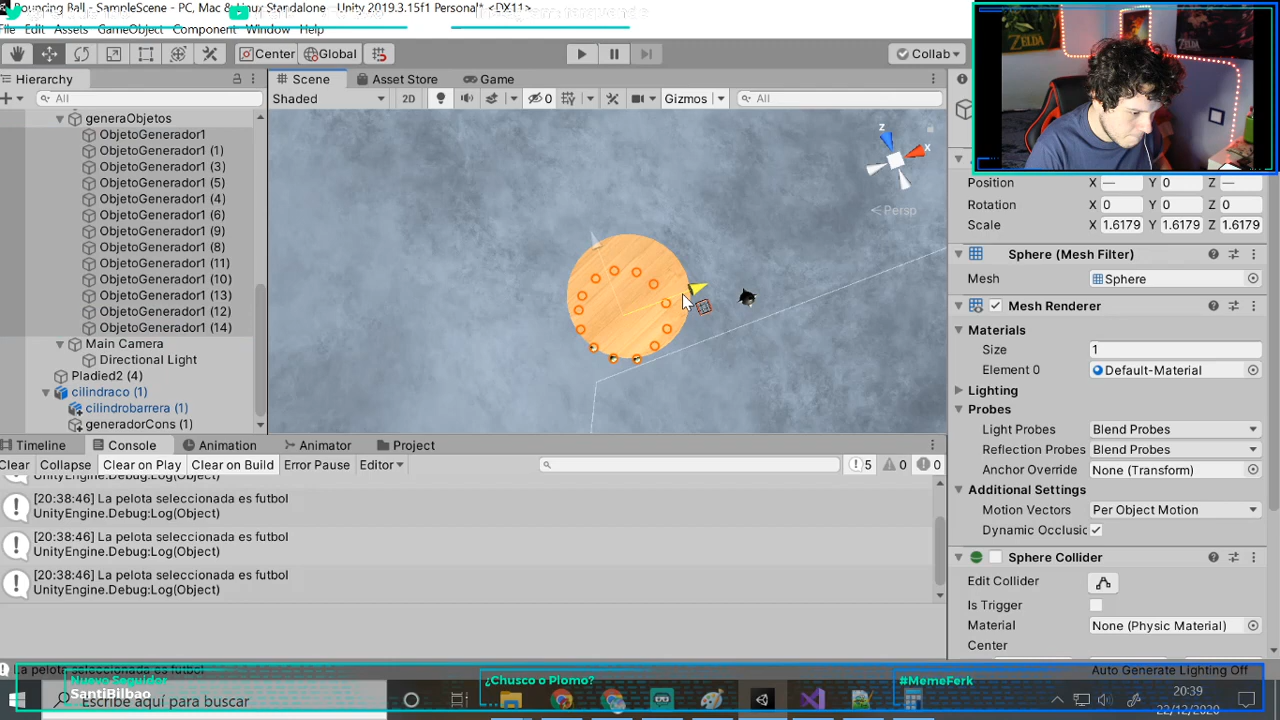 Bouncing Ball - SampleScene - PC, Mac & Linux Standalone - Unity 2019.3.15f1 Personal* <DX11>
File Edit Assets GameObject Component Window Help
Center Global Collab
Hierarchy Scene Asset Store Game
All Shaded 2D 0 Gizmos All
generaObjetos
ObjetoGenerador1
ObjetoGenerador1 (1)
ObjetoGenerador1 (3)
ObjetoGenerador1 (5)
ObjetoGenerador1 (4)
ObjetoGenerador1 (6)
ObjetoGenerador1 (9)
ObjetoGenerador1 (8)
ObjetoGenerador1 (11)
ObjetoGenerador1 (10)
ObjetoGenerador1 (13)
ObjetoGenerador1 (12)
ObjetoGenerador1 (14)
Main Camera
Directional Light
Pladied2 (4)
cilindraco (1)
cilindrobarrera (1)
generadorCons (1)
z
x
Persp
ZELDA
Position X — Y 0 Z —
Rotation X 0 Y 0 Z 0
Scale X 1.6179 Y 1.6179 Z 1.6179
Sphere (Mesh Filter)
Mesh Sphere
Mesh Renderer
Materials
Size 1
Element 0 Default-Material
Lighting
Probes
Light Probes Blend Probes
Reflection Probes Blend Probes
Anchor Override None (Transform)
Additional Settings
Motion Vectors Per Object Motion
Dynamic Occlusic
Sphere Collider
Edit Collider
Is Trigger
Material None (Physic Material)
Center
Timeline Console Animation Animator Project
Clear Collapse Clear on Play Clear on Build Error Pause Editor 5 0 0
UnityEngine.Debug:Log(Object)
[20:38:46] La pelota seleccionada es futbol
UnityEngine.Debug:Log(Object)
[20:38:46] La pelota seleccionada es futbol
UnityEngine.Debug:Log(Object)
[20:38:46] La pelota seleccionada es futbol
UnityEngine.Debug:Log(Object)
La pelota seleccionada es futbol
Auto Generate Lighting Off
Nuevo Seguidor
SantiBilbao
¿Chusco o Plomo?
#MemeFerk
Escribe aquí para buscar
20:39
22/12/2020